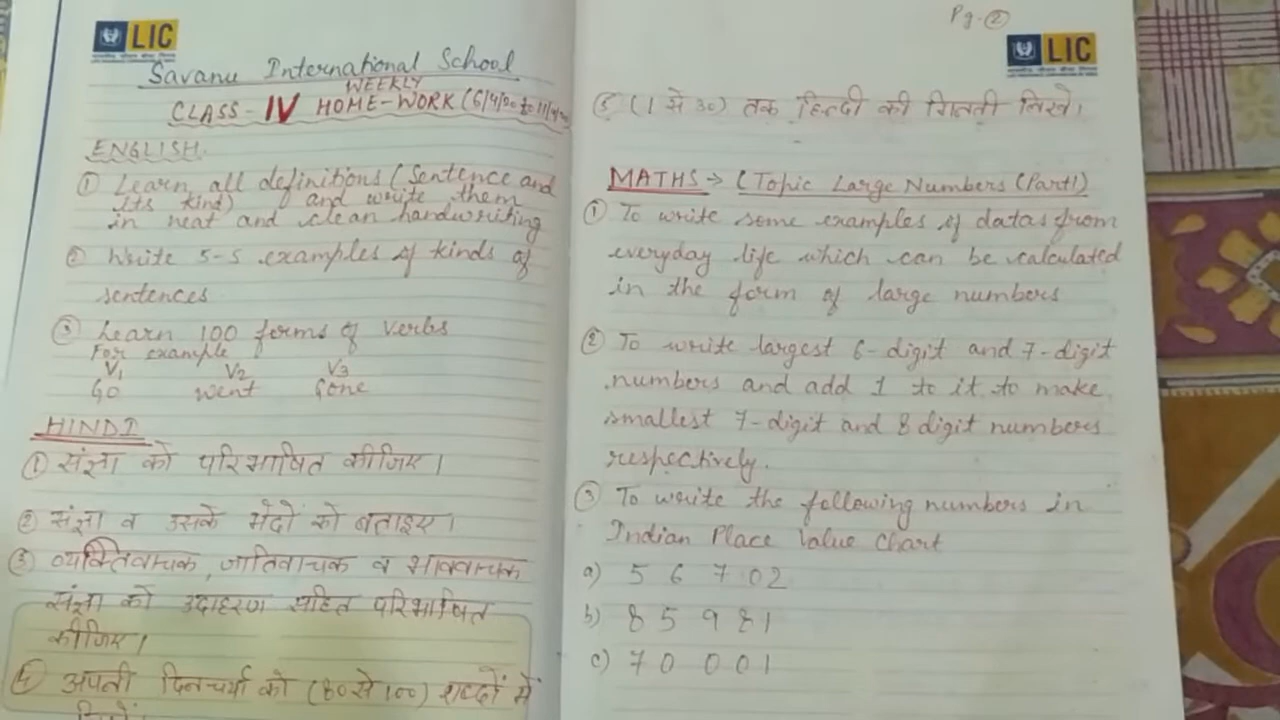 LIC
Savanu International School
WEEKLY
CLASS - IV HOME-WORK (6/4/20 to 11/4/20
ENGLISH
① Learn all definitions (Sentence and
its kind) and write them
in neat and clean handwriting
② Write 5-5 examples of kinds of
sentences
③ Learn 100 forms of verbs
For example
V1 V2 V3
Go went Gone
HINDI
① संज्ञा को परिभाषित कीजिए।
② संज्ञा व उसके भेदों को बताइए।
③ व्यक्तिवाचक, जातिवाचक व भाववाचक
संज्ञा को उदाहरण सहित परिभाषित
कीजिए।
④ अपनी दिनचर्या को (80 से 100) शब्दों में
Pg-②
LIC
⑤ (1 से 30) तक हिन्दी की गिनती लिखे।
MATHS → (Topic Large Numbers (Part1)
① To write some examples of datas from
everyday life which can be calculated
in the form of large numbers
② To write largest 6-digit and 7-digit
numbers and add 1 to it to make
smallest 7-digit and 8 digit numbers
respectively.
③ To write the following numbers in
Indian Place Value Chart
a) 5 6 7 0 2
b) 8 5 9 8 1
c) 7 0 0 0 1